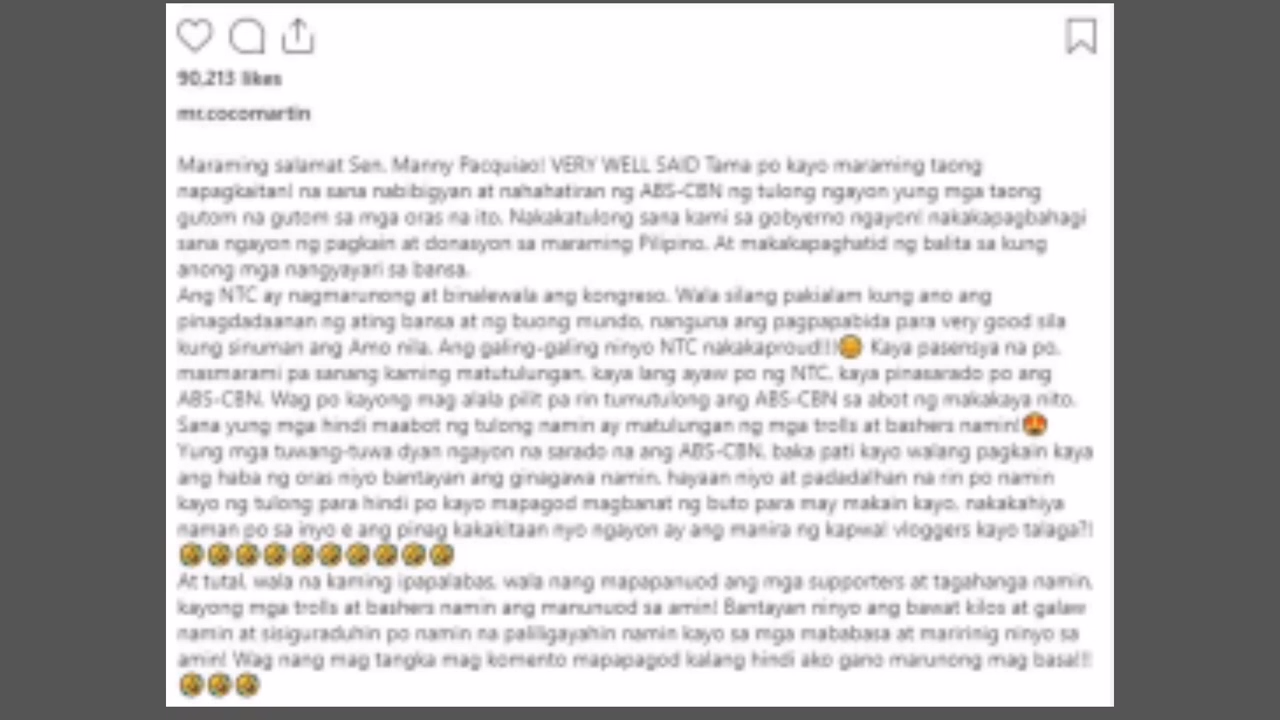 90,213 likes
mr.cocomartin
Maraming salamat Sen. Manny Pacquiao! VERY WELL SAID Tama po kayo maraming taong
napagkaitan! na sana nabibigyan at nahahatiran ng ABS-CBN ng tulong ngayon yung mga taong
gutom na gutom sa mga oras na ito. Nakakatulong sana kami sa gobyerno ngayon! nakakapagbahagi
sana ngayon ng pagkain at donasyon sa maraming Pilipino. At makakapaghatid ng balita sa kung
anong mga nangyayari sa bansa.
Ang NTC ay nagmarunong at binalewala ang kongreso. Wala silang pakialam kung ano ang
pinagdadaanan ng ating bansa at ng buong mundo, nanguna ang pagpapabida para very good sila
kung sinuman ang Amo nila. Ang galing-galing ninyo NTC nakakaproud!!!😊 Kaya pasensya na po,
masmarami pa sanang kaming matutulungan, kaya lang ayaw po ng NTC, kaya pinasarado po ang
ABS-CBN. Wag po kayong mag alala pilit pa rin tumutulong ang ABS-CBN sa abot ng makakaya nito.
Sana yung mga hindi maabot ng tulong namin ay matulungan ng mga trolls at bashers namin!😍
Yung mga tuwang-tuwa dyan ngayon na sarado na ang ABS-CBN, baka pati kayo walang pagkain kaya
ang haba ng oras niyo bantayan ang ginagawa namin, hayaan niyo at padadalhan na rin po namin
kayo ng tulong para hindi po kayo mapagod magbanat ng buto para may makain kayo, nakakahiya
naman po sa inyo e ang pinag kakakitaan nyo ngayon ay ang manira ng kapwa! vloggers kayo talaga?!
🤣🤣🤣🤣🤣🤣🤣🤣🤣🤣
At tutal, wala na kaming ipapalabas, wala nang mapapanuod ang mga supporters at tagahanga namin,
kayong mga trolls at bashers namin ang manunuod sa amin! Bantayan ninyo ang bawat kilos at galaw
namin at sisiguraduhin po namin na paliligayahin namin kayo sa mga mababasa at maririnig ninyo sa
amin! Wag nang mag tangka mag komento mapapagod kalang hindi ako gano marunong mag basa!!!
🤣🤣🤣